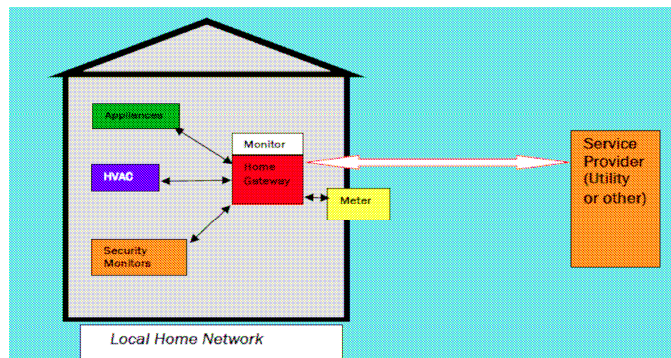 Appliances
Monitor
Home
Gateway
HVAC
Meter
Security
Monitors
Service
Provider
(Utility
or other)
Local Home Network